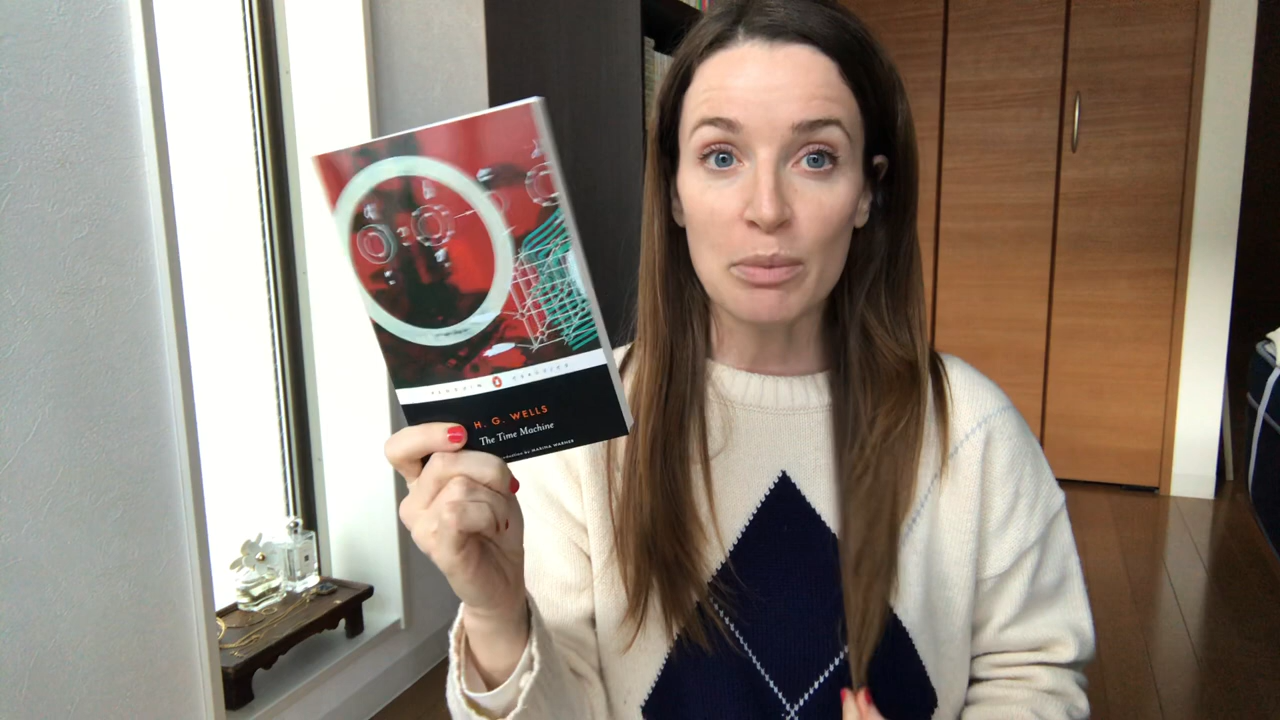 PENGUIN CLASSICS
H. G. WELLS
The Time Machine
by MARINA WARNER